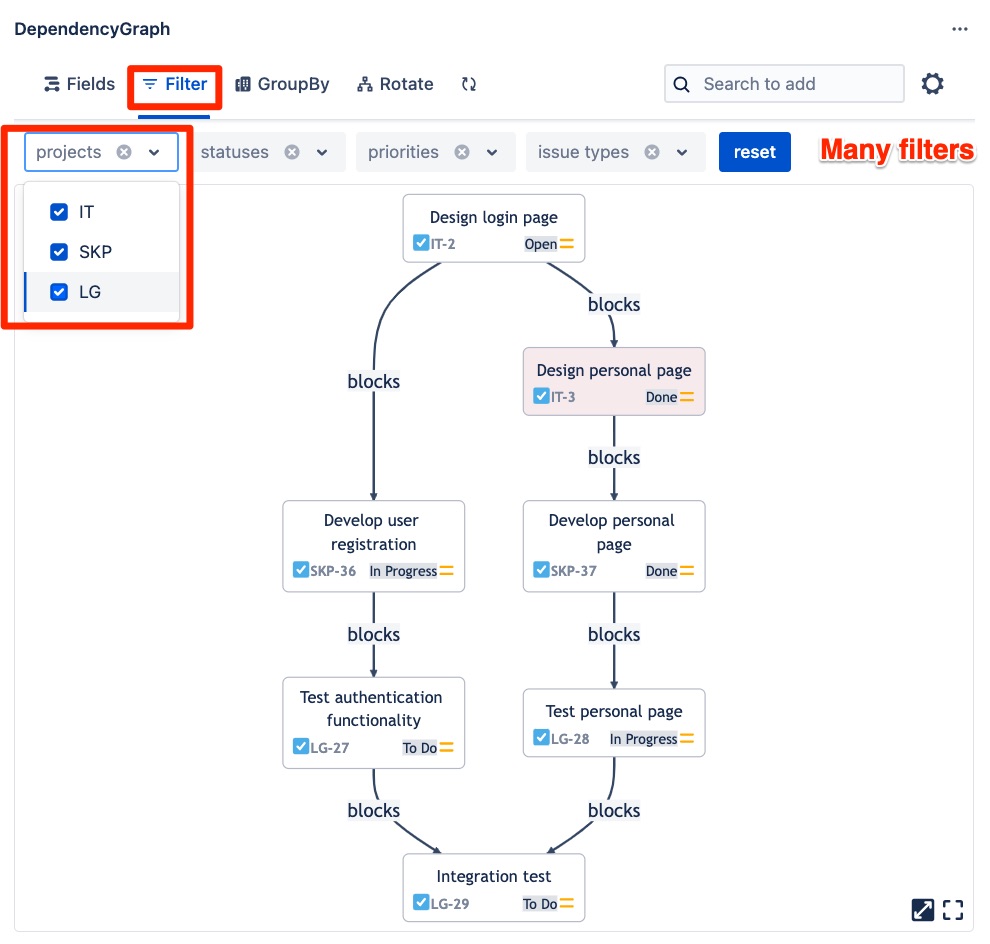 DependencyGraph
Fields Filter GroupBy Rotate Search to add
projects statuses priorities issue types reset Many filters
IT
SKP
LG
Design login page
IT-2 Open
blocks
blocks
Design personal page
IT-3 Done
blocks
Develop user
registration
SKP-36 In Progress
Develop personal
page
SKP-37 Done
blocks
blocks
Test authentication
functionality
LG-27 To Do
Test personal page
LG-28 In Progress
blocks
blocks
Integration test
LG-29 To Do